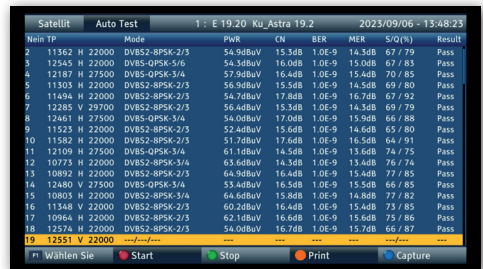 Satellit Auto Test 1 : E 19.20 Ku_Astra 19.2 2023/09/06 - 13:48:23
Nein TP Mode PWR CN BER MER S/Q(%) Result
2 11362 H 22000 DVBS2-8PSK-2/3 54.9dBuV 15.3dB 1.0E-9 14.3dB 67 / 79 Pass
3 12545 H 22000 DVBS-QPSK-5/6 54.3dBuV 16.0dB 1.0E-9 15.0dB 67 / 83 Pass
4 12187 H 27500 DVBS-QPSK-3/4 57.9dBuV 16.4dB 1.0E-9 15.4dB 70 / 85 Pass
5 11303 H 22000 DVBS2-8PSK-2/3 56.9dBuV 15.5dB 1.0E-9 14.5dB 69 / 80 Pass
6 11494 H 22000 DVBS2-8PSK-2/3 54.7dBuV 17.8dB 1.0E-9 16.7dB 67 / 92 Pass
7 12285 V 29700 DVBS2-8PSK-2/3 56.4dBuV 15.3dB 1.0E-9 14.3dB 69 / 79 Pass
8 12461 H 27500 DVBS-QPSK-3/4 54.0dBuV 17.0dB 1.0E-9 15.9dB 66 / 88 Pass
9 11523 H 22000 DVBS2-8PSK-2/3 52.4dBuV 15.6dB 1.0E-9 14.6dB 65 / 80 Pass
10 11582 H 22000 DVBS2-8PSK-2/3 51.7dBuV 17.6dB 1.0E-9 16.5dB 64 / 91 Pass
11 12109 H 27500 DVBS-QPSK-3/4 61.1dBuV 14.5dB 1.0E-9 13.6dB 74 / 75 Pass
12 10773 H 22000 DVBS2-8PSK-3/4 63.6dBuV 14.3dB 1.0E-9 13.4dB 76 / 74 Pass
13 10892 H 22000 DVBS2-8PSK-2/3 64.9dBuV 16.4dB 1.0E-9 15.4dB 77 / 85 Pass
14 12480 V 27500 DVBS-QPSK-3/4 53.4dBuV 16.5dB 1.0E-9 15.5dB 66 / 85 Pass
15 10803 H 22000 DVBS2-8PSK-3/4 64.6dBuV 15.8dB 1.0E-9 14.8dB 77 / 82 Pass
16 11348 V 22000 DVBS2-8PSK-2/3 60.2dBuV 16.4dB 1.0E-9 15.4dB 73 / 85 Pass
17 10964 H 22000 DVBS2-8PSK-2/3 62.1dBuV 16.6dB 1.0E-9 15.6dB 75 / 86 Pass
18 12574 H 22000 DVBS2-8PSK-2/3 54.0dBuV 16.7dB 1.0E-9 15.7dB 66 / 87 Pass
19 12551 V 22000 ---/---/--- --- --- --- --- ---/--- ---
F1 Wählen Sie Start Stop Print Capture